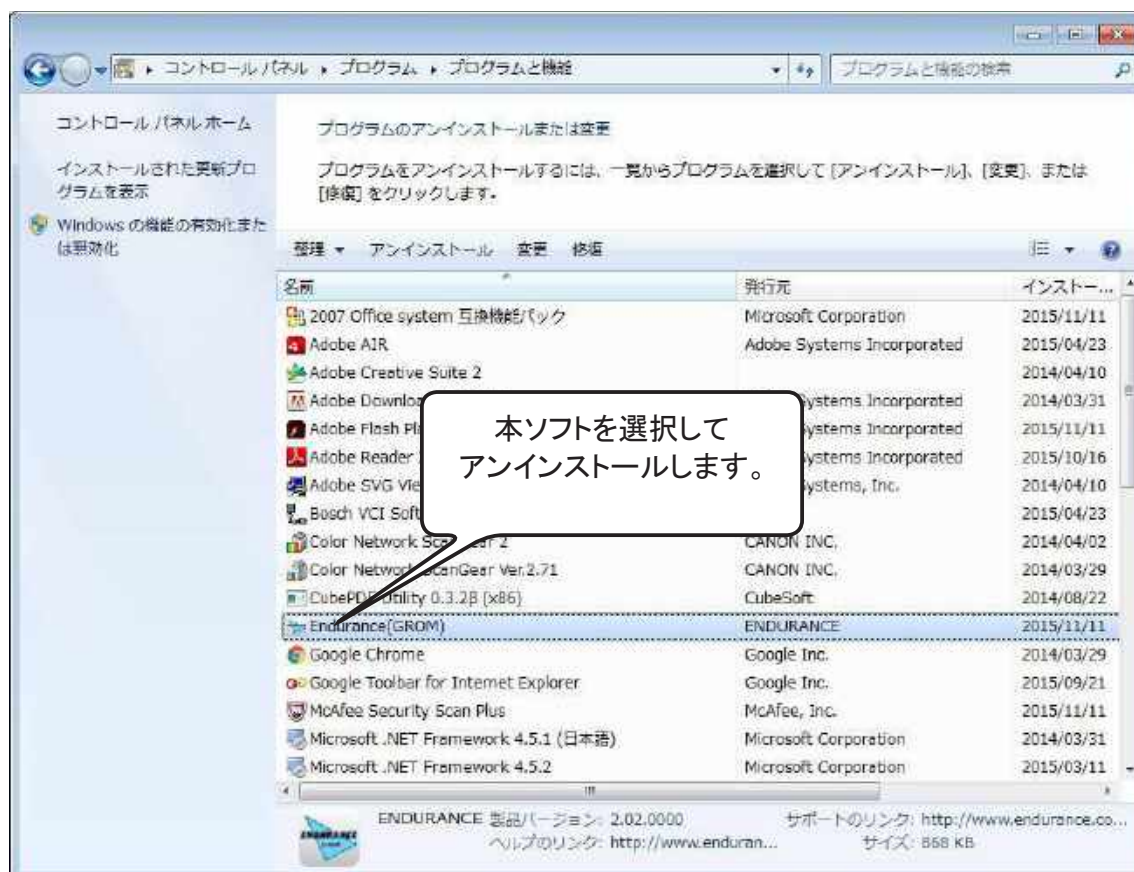 コントロール パネル ▸ プログラム ▸ プログラムと機能
プログラムと機能の検索
コントロール パネル ホーム
インストールされた更新プロ
グラムを表示
Windows の機能の有効化また
は無効化
プログラムのアンインストールまたは変更
プログラムをアンインストールするには、一覧からプログラムを選択して [アンインストール]、[変更]、または
[修復] をクリックします。
整理 アンインストール 変更 修復
名前 発行元 インストー...
2007 Office system 互換機能パック Microsoft Corporation 2015/11/11
Adobe AIR Adobe Systems Incorporated 2015/04/23
Adobe Creative Suite 2 2014/04/10
Adobe Downlo ystems Incorporated 2014/03/31
Adobe Flash Pl ystems Incorporated 2015/11/11
Adobe Reader ystems Incorporated 2015/10/16
Adobe SVG Vie ystems, Inc. 2014/04/10
Bosch VCI Soft 2015/04/23
本ソフトを選択して
アンインストールします。
Color Network ScanGear 2 CANON INC. 2014/04/02
Color Network ScanGear Ver.2.71 CANON INC. 2014/03/29
CubePDF Utility 0.3.2β (x86) CubeSoft 2014/08/22
Endurance(GROM) ENDURANCE 2015/11/11
Google Chrome Google Inc. 2014/03/29
Google Toolbar for Internet Explorer Google Inc. 2015/09/21
McAfee Security Scan Plus McAfee, Inc. 2015/11/11
Microsoft .NET Framework 4.5.1 (日本語) Microsoft Corporation 2014/03/31
Microsoft .NET Framework 4.5.2 Microsoft Corporation 2015/03/11
ENDURANCE 製品バージョン: 2.02.0000 サポートのリンク: http://www.endurance.co...
ENDURANCE
ヘルプのリンク: http://www.enduran... サイズ: 868 KB